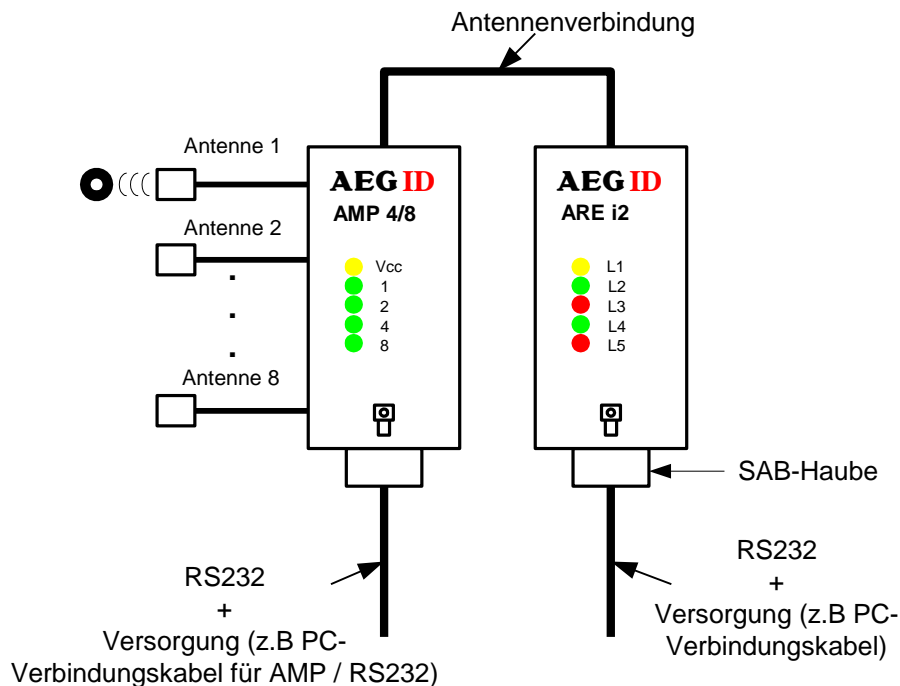 Antennenverbindung
Antenne 1
AEG ID
AMP 4/8
Antenne 2
Vcc
1
2
4
8
Antenne 8
AEG ID
ARE i2
L1
L2
L3
L4
L5
SAB-Haube
RS232
+
Versorgung (z.B PC-
Verbindungskabel für AMP / RS232)
RS232
+
Versorgung (z.B PC-
Verbindungskabel)